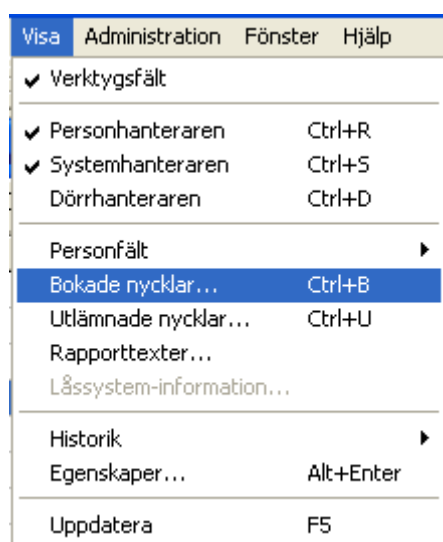 Visa Administration Fönster Hjälp
Verktygsfält
Personhanteraren Ctrl+R
Systemhanteraren Ctrl+S
Dörrhanteraren Ctrl+D
Personfält
Bokade nycklar... Ctrl+B
Utlämnade nycklar... Ctrl+U
Rapporttexter...
Låssystem-information...
Historik
Egenskaper... Alt+Enter
Uppdatera F5